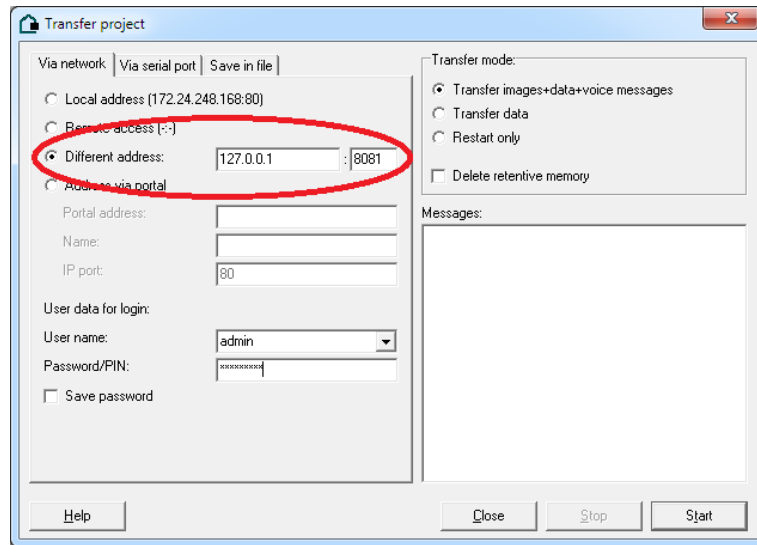 Transfer project
Via network
Via serial port
Save in file
Local address (172.24.248.168:80)
Remote access (-:-)
Different address:
127.0.0.1
:
8081
Address via portal
Portal address:
Name:
IP port:
80
User data for login:
User name:
admin
Password/PIN:
*********
Save password
Transfer mode:
Transfer images+data+voice messages
Transfer data
Restart only
Delete retentive memory
Messages:
Help
Close
Stop
Start